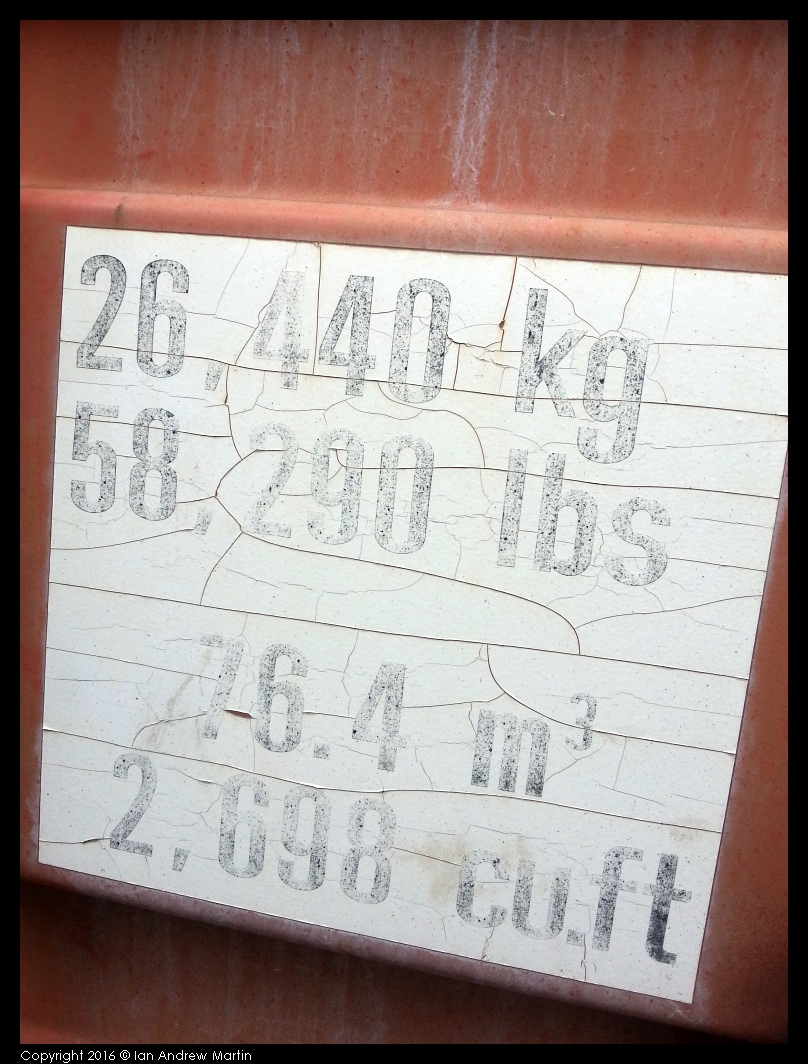 26,440 kg
58,290 lbs
76.4 m³
2,698 cu.ft
Copyright 2016 © Ian Andrew Martin